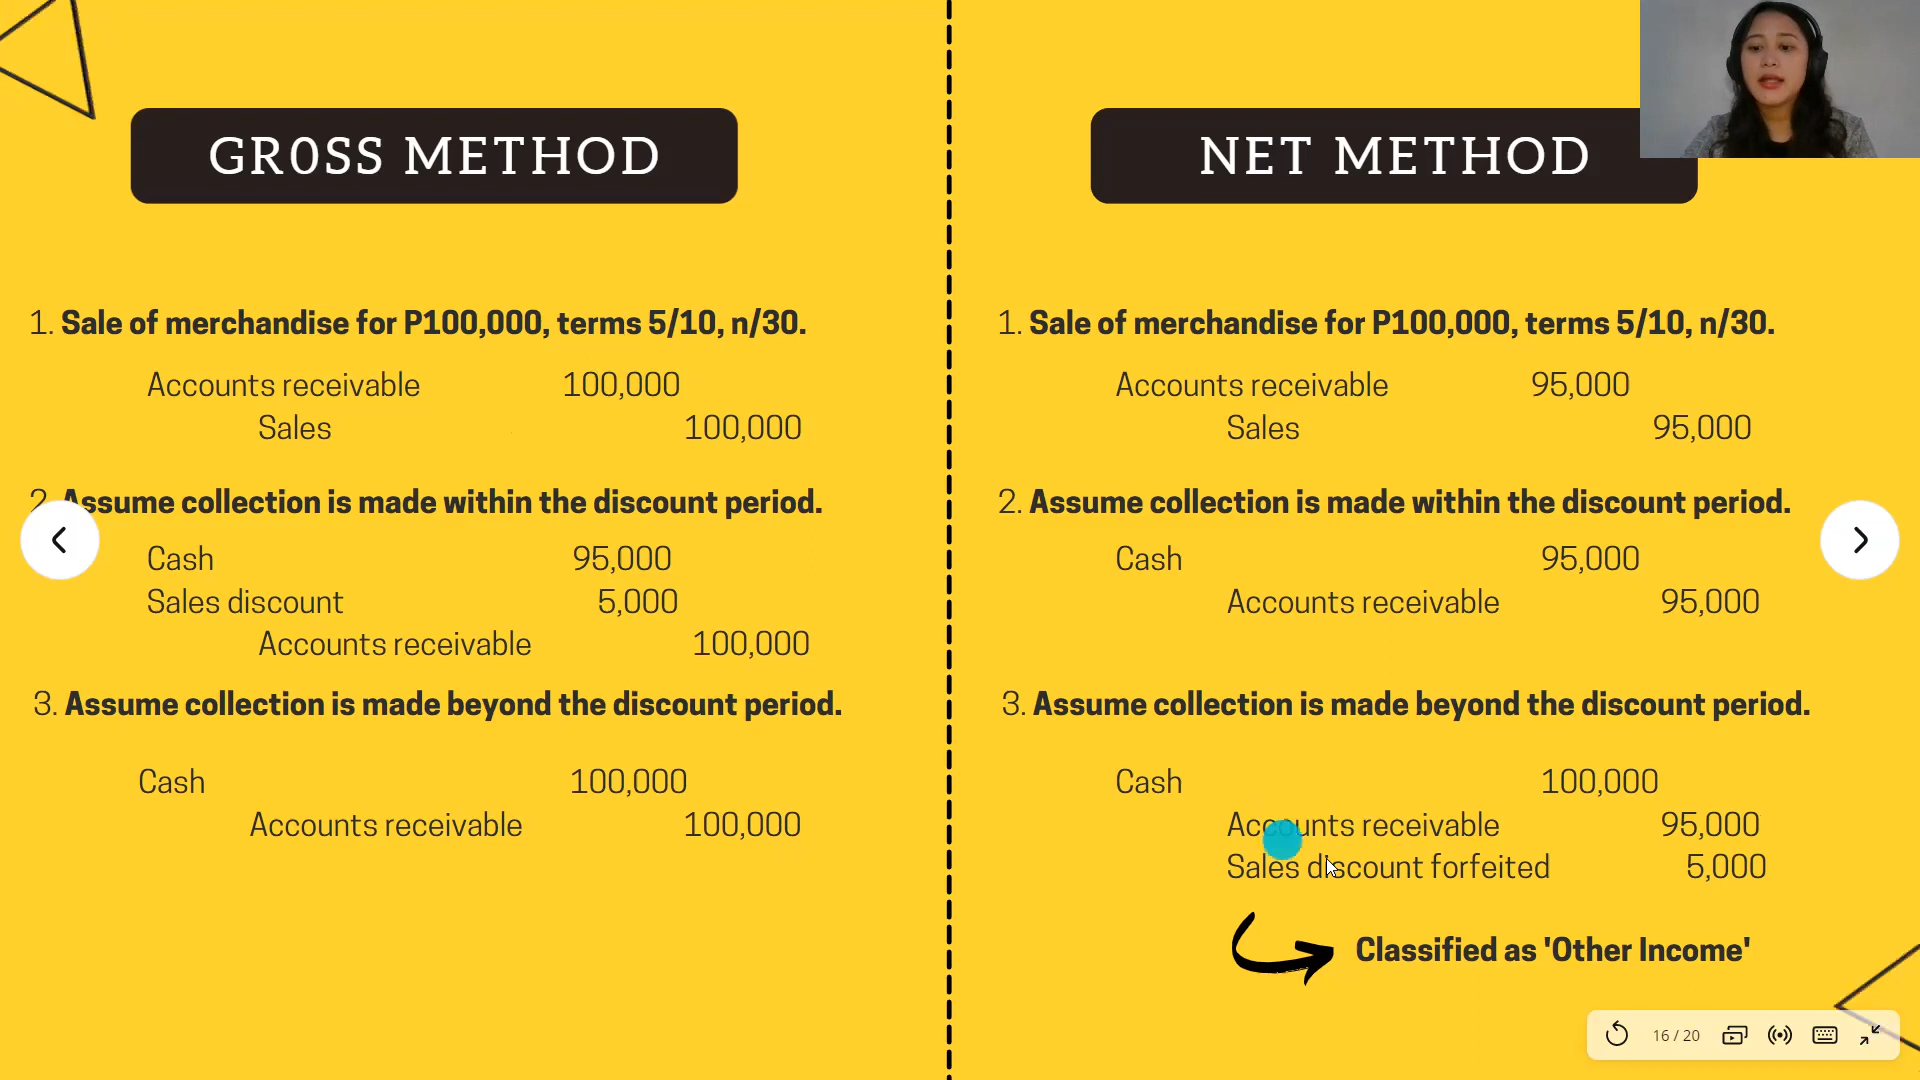 GR0SS METHOD
1. Sale of merchandise for P100,000, terms 5/10, n/30.
Accounts receivable 100,000
Sales 100,000
2. Assume collection is made within the discount period.
Cash 95,000
Sales discount 5,000
Accounts receivable 100,000
3. Assume collection is made beyond the discount period.
Cash 100,000
Accounts receivable 100,000
NET METHOD
1. Sale of merchandise for P100,000, terms 5/10, n/30.
Accounts receivable 95,000
Sales 95,000
2. Assume collection is made within the discount period.
Cash 95,000
Accounts receivable 95,000
3. Assume collection is made beyond the discount period.
Cash 100,000
Accounts receivable 95,000
Sales discount forfeited 5,000
Classified as 'Other Income'
16 / 20